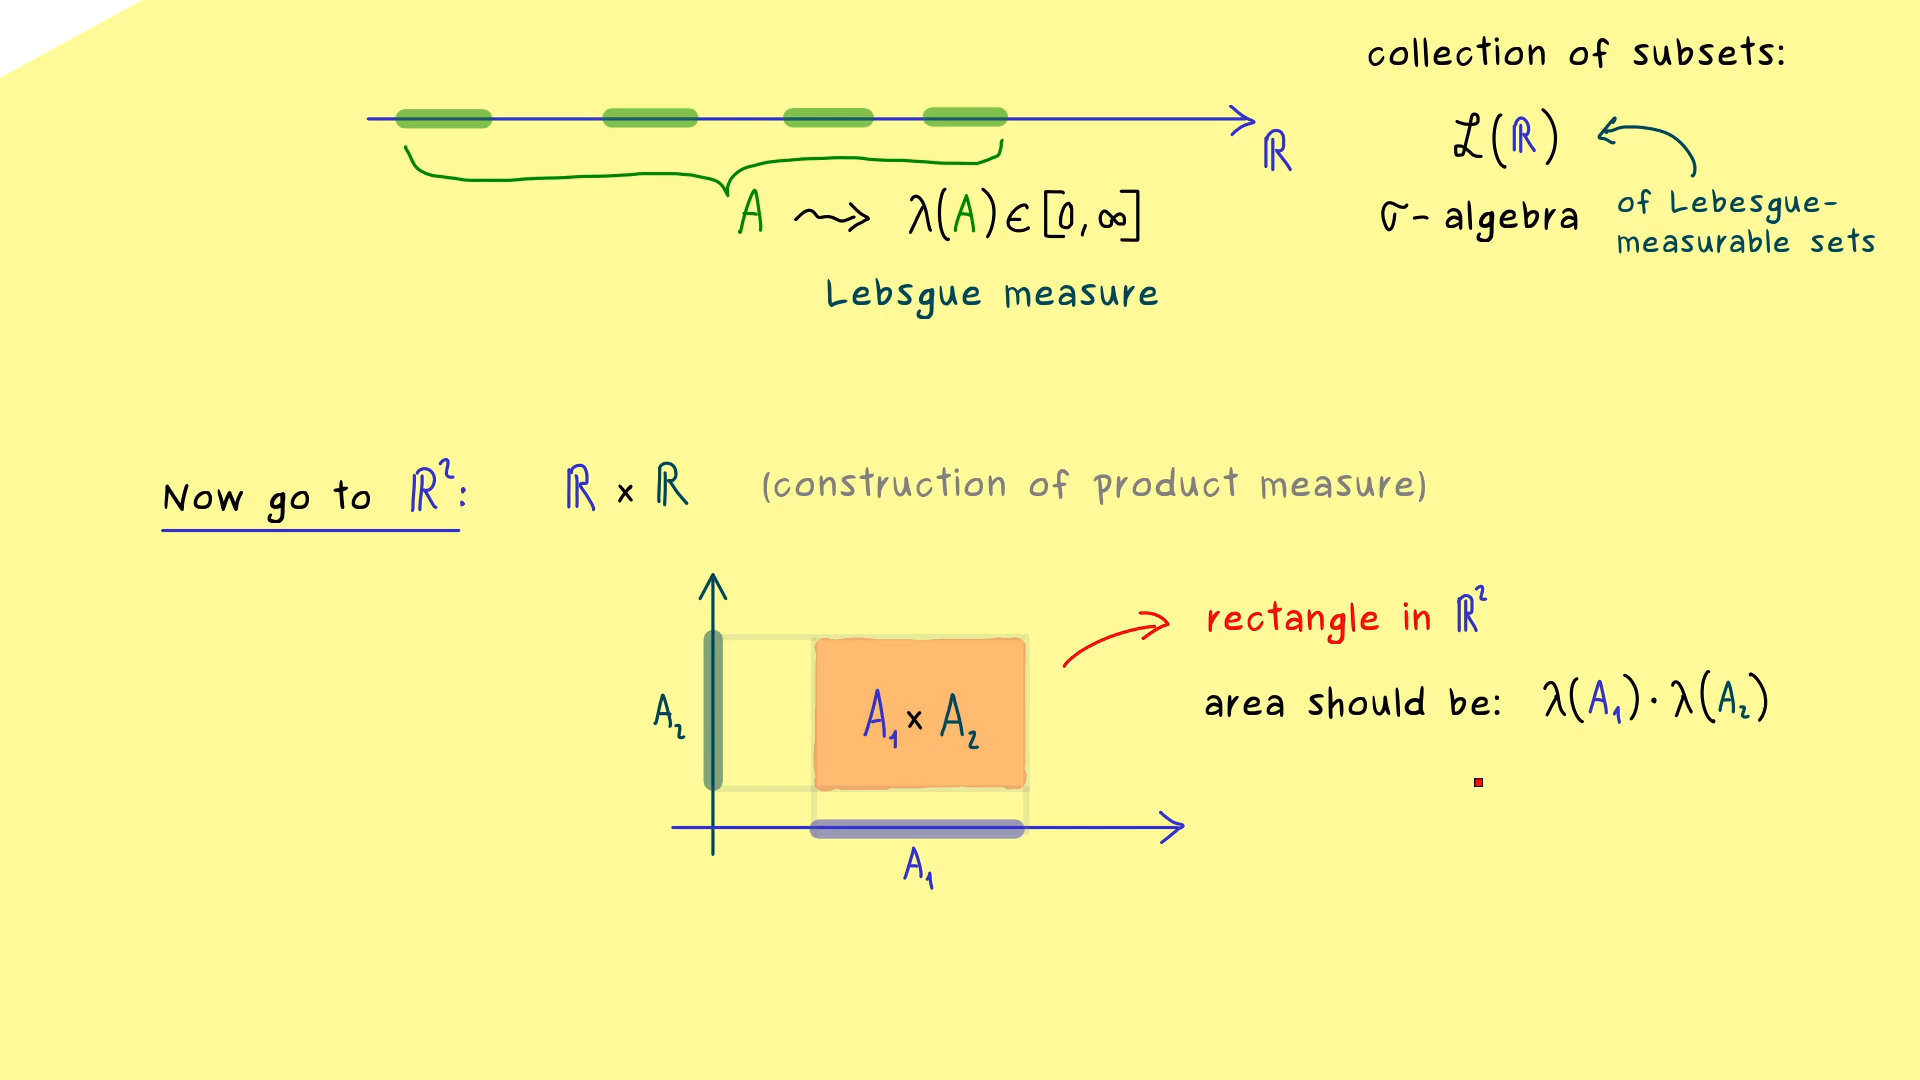 collection of subsets:
ℝ
ℒ(ℝ)
A ⇝ λ(A) ∈ [0, ∞]
σ- algebra
of Lebesgue-
measurable sets
Lebsgue measure
Now go to ℝ²: ℝ × ℝ (construction of product measure)
rectangle in ℝ²
A₂
A₁ × A₂
area should be: λ(A₁) · λ(A₂)
A₁